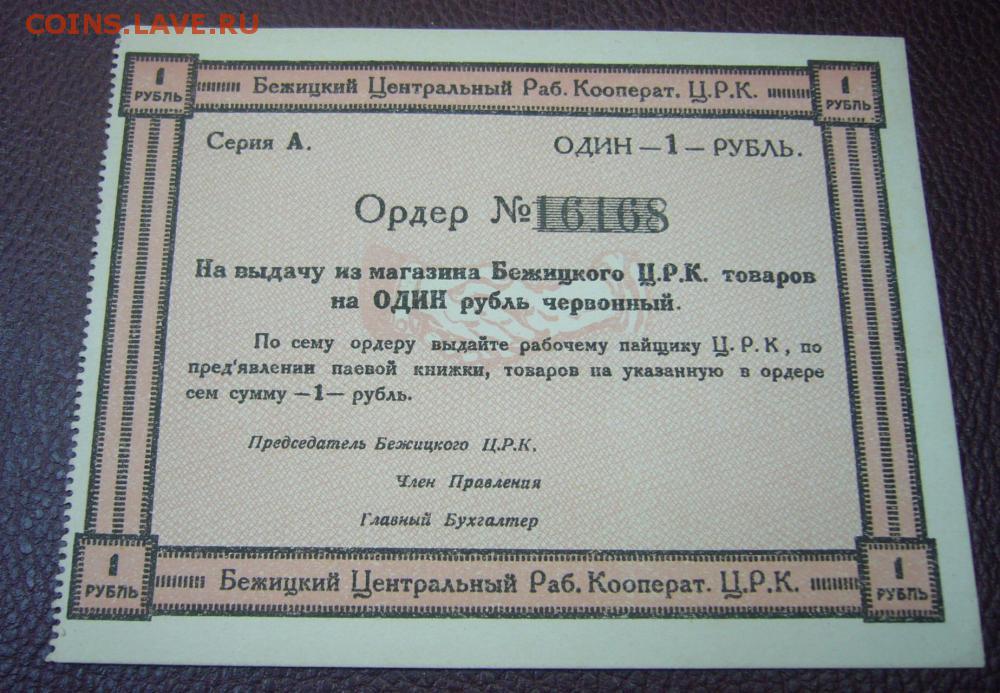 COINS.LAVE.RU
1 РУБЛЬ
Бежицкий Центральный Раб. Кооперат. Ц.Р.К.
1 РУБЛЬ
Серия А.
ОДИН —1— РУБЛЬ.
Ордер № 16168
На выдачу из магазина Бежицкого Ц.Р.К. товаров
на ОДИН рубль червонный.
По сему ордеру выдайте рабочему пайщику Ц. Р. К, по
пред'явлении паевой книжки, товаров на указанную в ордере
сем сумму —1— рубль.
Председатель Бежицкого Ц.Р.К.
Член Правления
Главный Бухгалтер
1 РУБЛЬ
Бежицкий Центральный Раб. Кооперат. Ц.Р.К.
1 РУБЛЬ